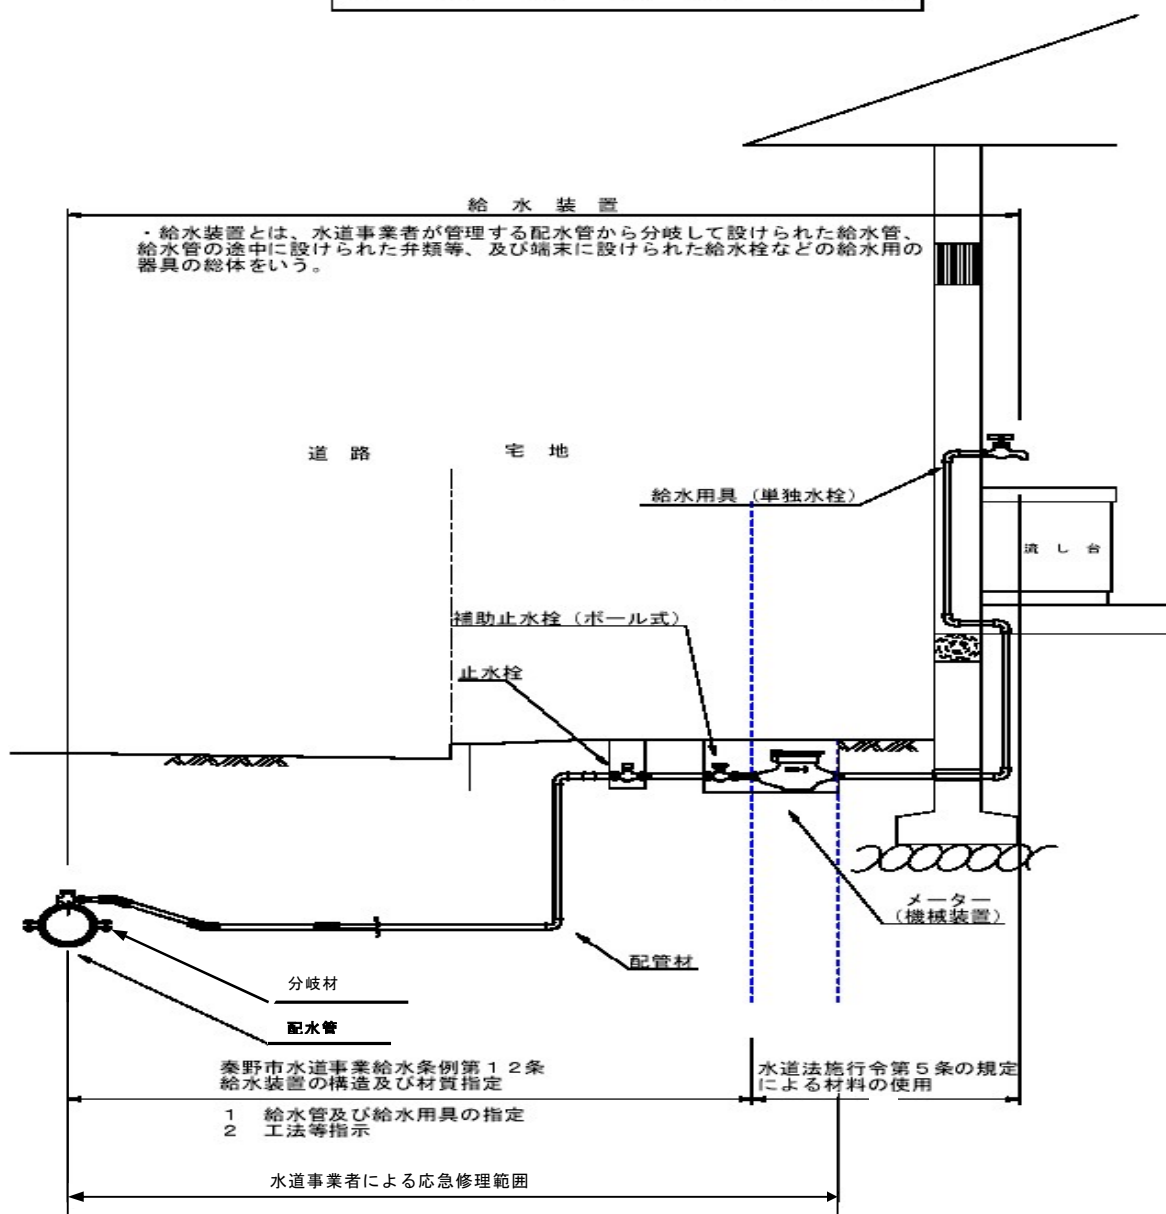 給水装置
・給水装置とは、水道事業者が管理する配水管から分岐して設けられた給水管、
給水管の途中に設けられた弁類等、及び端末に設けられた給水栓などの給水用の
器具の総体をいう。
道路
宅地
給水用具（単独水栓）
流し台
補助止水栓（ボール式）
止水栓
メーター
（機械装置）
配管材
分岐材
配水管
秦野市水道事業給水条例第１２条
給水装置の構造及び材質指定
水道法施行令第５条の規定
による材料の使用
１　給水管及び給水用具の指定
２　工法等指示
水道事業者による応急修理範囲